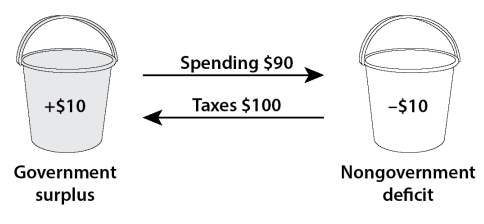 Spending $90
+$10
Taxes $100
–$10
Government
surplus
Nongovernment
deficit